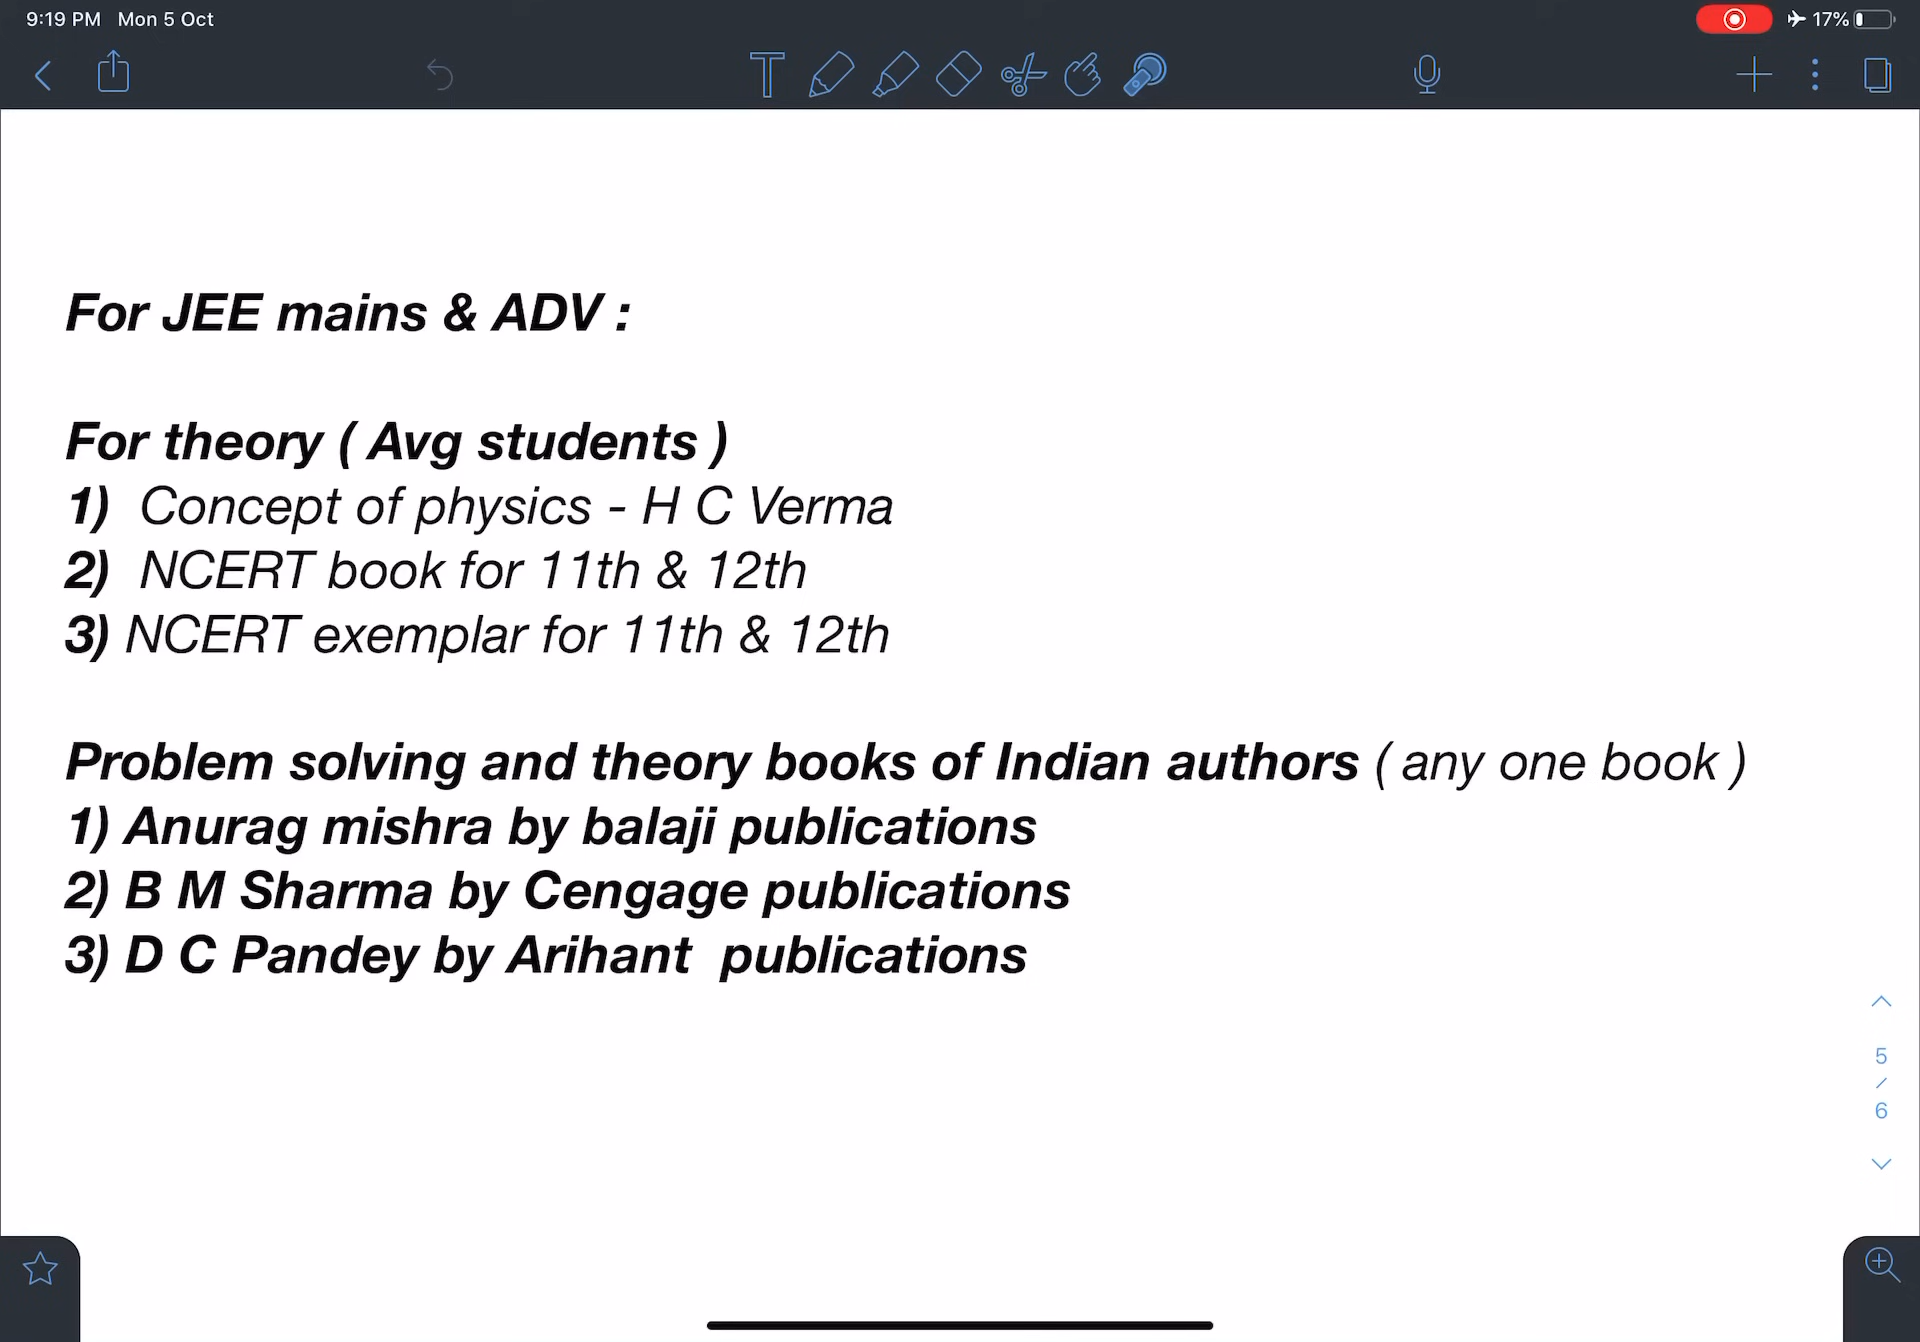 9:19 PM Mon 5 Oct 17%
For JEE mains & ADV :
For theory ( Avg students )
1) Concept of physics - H C Verma
2) NCERT book for 11th & 12th
3) NCERT exemplar for 11th & 12th
Problem solving and theory books of Indian authors ( any one book )
1) Anurag mishra by balaji publications
2) B M Sharma by Cengage publications
3) D C Pandey by Arihant publications
5
/
6